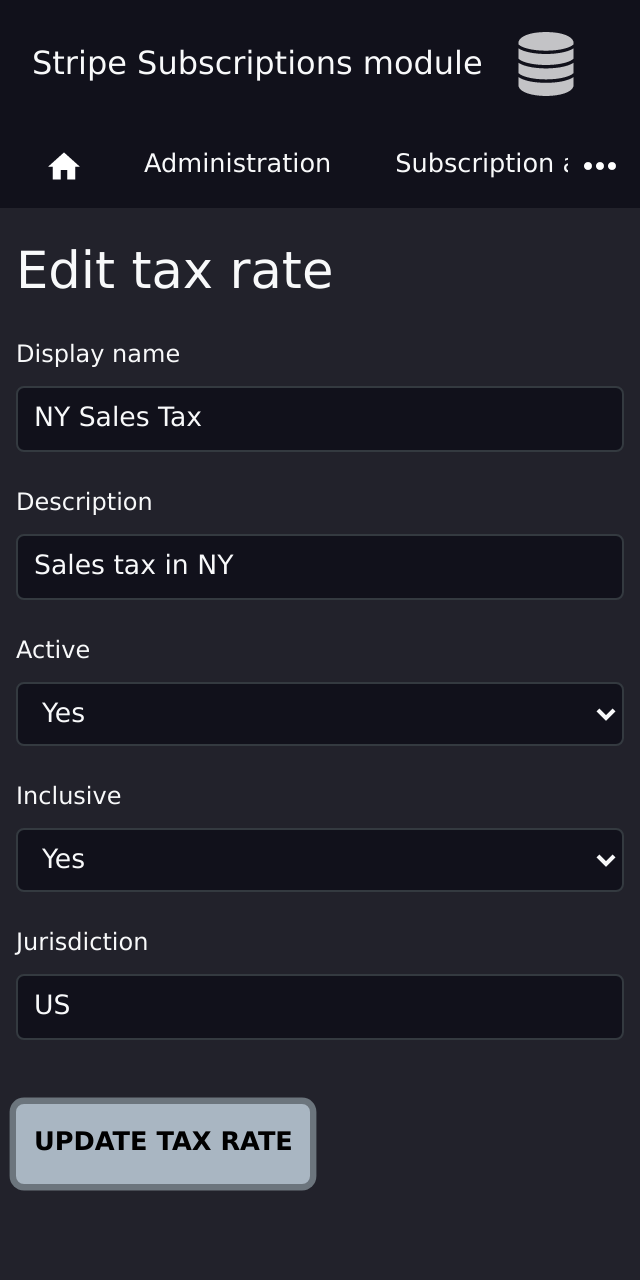 Stripe Subscriptions module
Administration Subscription
Edit tax rate
Display name
NY Sales Tax
Description
Sales tax in NY
Active
Yes
Inclusive
Yes
Jurisdiction
US
UPDATE TAX RATE